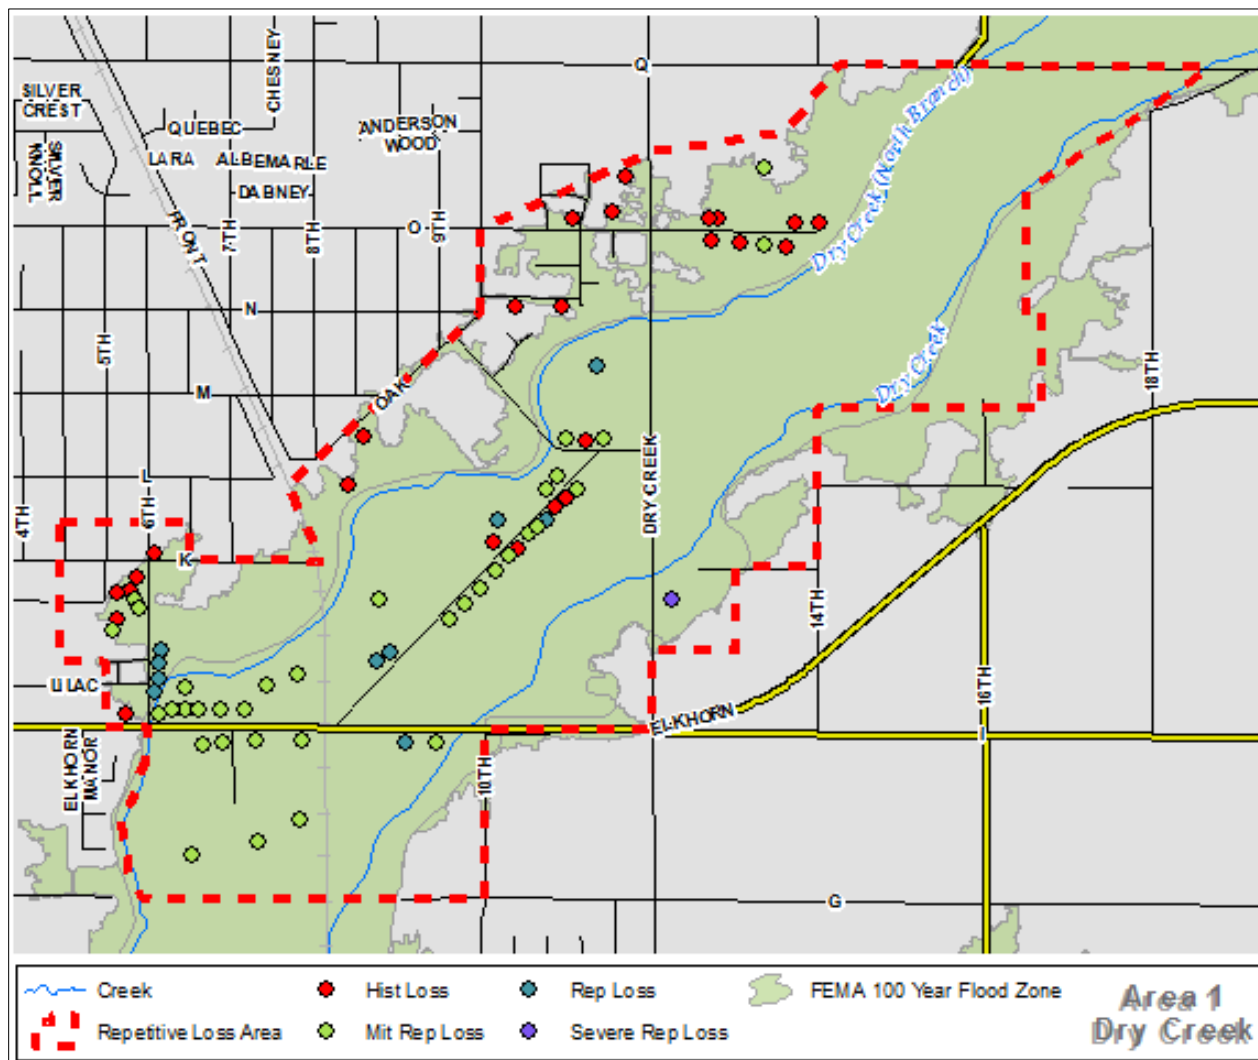 Q
SILVER
CREST
CHESNEY
QUEBEC
ANDERSON
WOOD
SILVER
KNOLL
LARA
ALBEMARLE
DABNEY
FRONT
7TH
8TH
9TH
O
Dry Creek (North Branch)
N
5TH
M
OAK
Dry Creek
18TH
L
4TH
6TH
DRY CREEK
K
14TH
LILAC
ELKHORN
16TH
I
ELKHORN
MANOR
10TH
G
Creek
Hist Loss
Rep Loss
FEMA 100 Year Flood Zone
Repetitive Loss Area
Mit Rep Loss
Severe Rep Loss
Area 1
Dry Creek